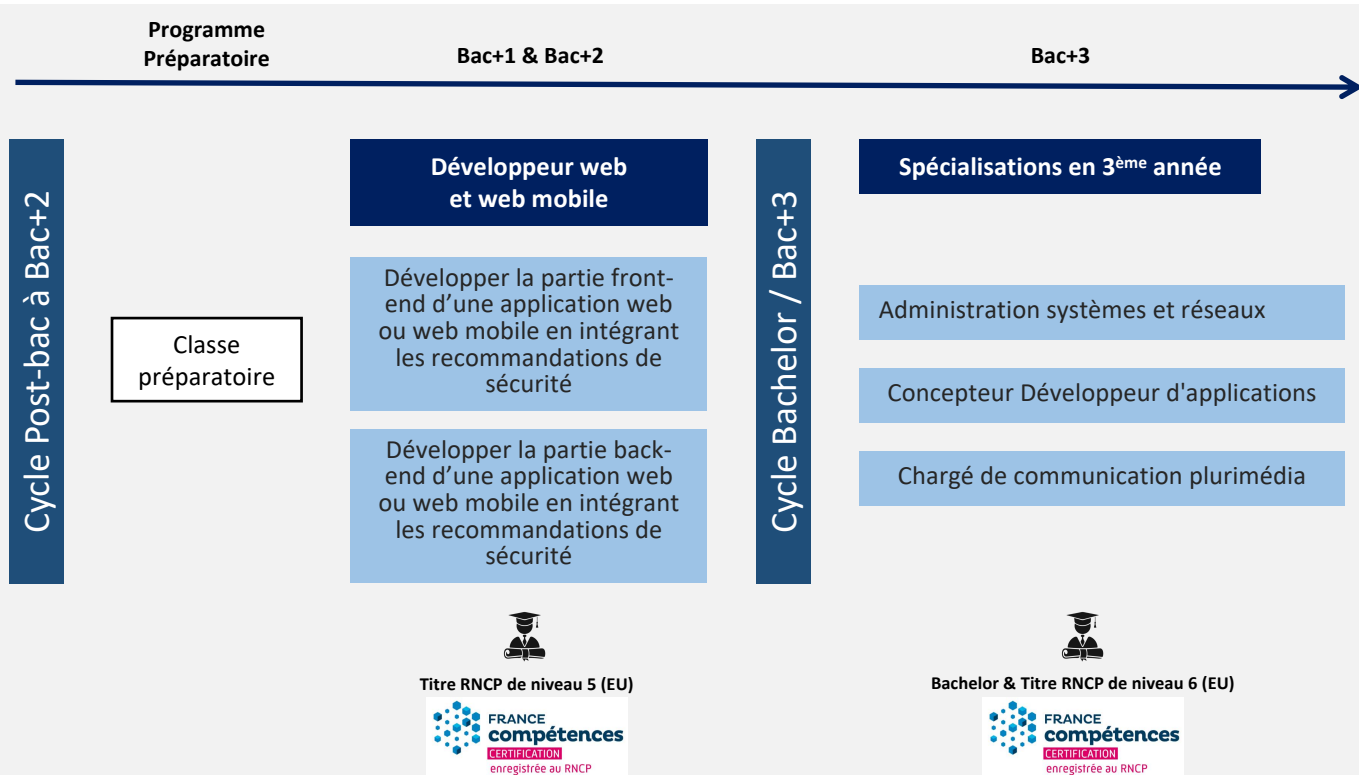 Programme
Préparatoire
Bac+1 & Bac+2
Bac+3
Cycle Post-bac à Bac+2
Classe
préparatoire
Développeur web
et web mobile
Développer la partie front-
end d’une application web
ou web mobile en intégrant
les recommandations de
sécurité
Développer la partie back-
end d’une application web
ou web mobile en intégrant
les recommandations de
sécurité
Titre RNCP de niveau 5 (EU)
FRANCE
compétences
CERTIFICATION
enregistrée au RNCP
Cycle Bachelor / Bac+3
Spécialisations en 3ème année
Administration systèmes et réseaux
Concepteur Développeur d'applications
Chargé de communication plurimédia
Bachelor & Titre RNCP de niveau 6 (EU)
FRANCE
compétences
CERTIFICATION
enregistrée au RNCP